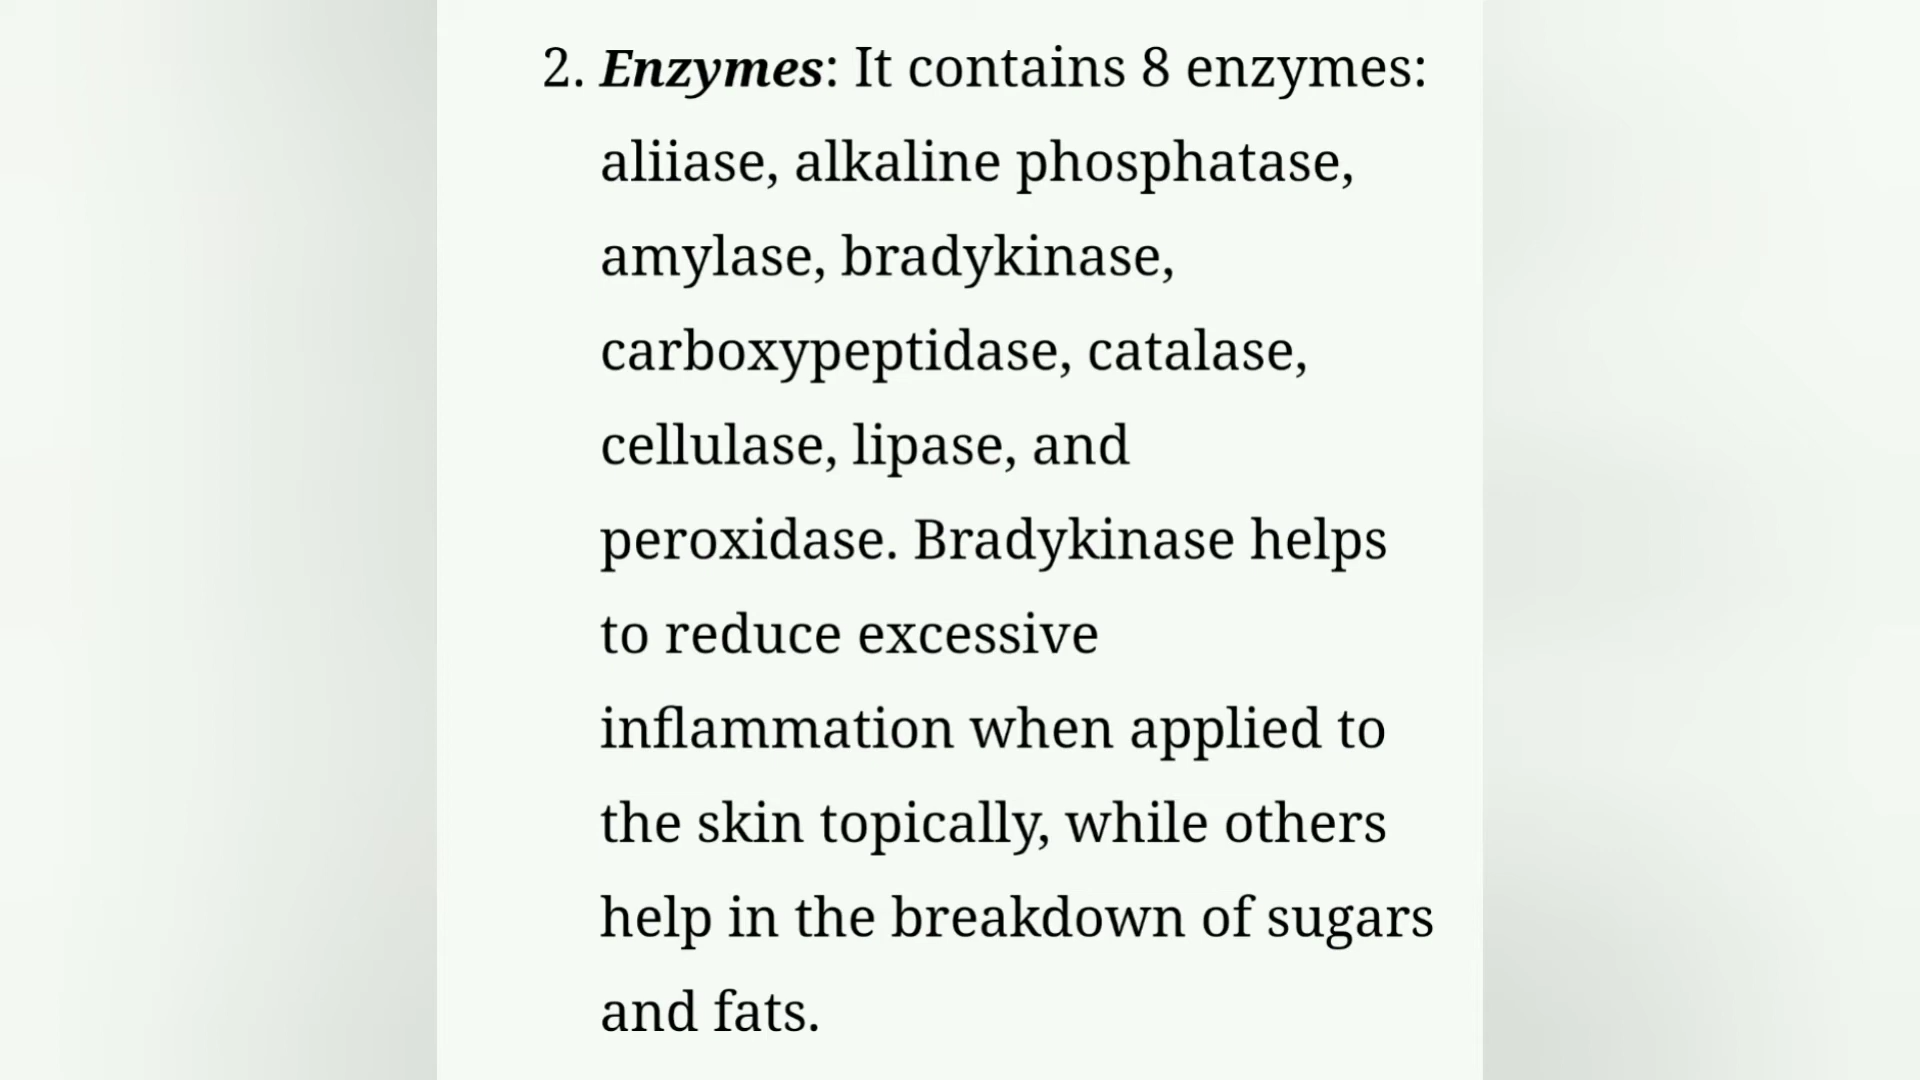 2. Enzymes: It contains 8 enzymes:
aliiase, alkaline phosphatase,
amylase, bradykinase,
carboxypeptidase, catalase,
cellulase, lipase, and
peroxidase. Bradykinase helps
to reduce excessive
inflammation when applied to
the skin topically, while others
help in the breakdown of sugars
and fats.